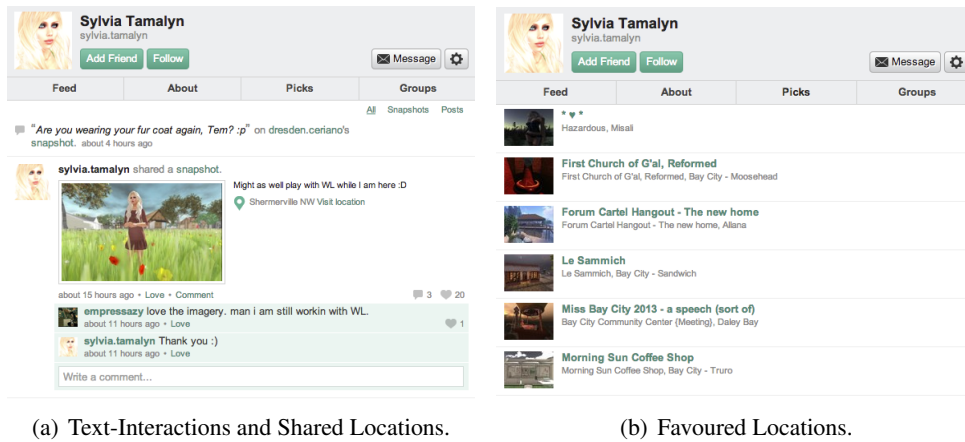 Sylvia Tamalyn
sylvia.tamalyn
Add Friend Follow
Message
Feed About Picks Groups
All Snapshots Posts
"Are you wearing your fur coat again, Tem? :p" on dresden.ceriano's
snapshot. about 4 hours ago
sylvia.tamalyn shared a snapshot.
Might as well play with WL while I am here :D
Shermerville NW Visit location
about 15 hours ago • Love • Comment 3 20
empressazy love the imagery. man i am still workin with WL.
about 11 hours ago • Love 1
sylvia.tamalyn Thank you :)
about 11 hours ago • Love
Write a comment...
(a) Text-Interactions and Shared Locations.
Sylvia Tamalyn
sylvia.tamalyn
Add Friend Follow
Message
Feed About Picks Groups
* ♥ *
Hazardous, Misali
First Church of G'al, Reformed
First Church of G'al, Reformed, Bay City - Moosehead
Forum Cartel Hangout - The new home
Forum Cartel Hangout - The new home, Allana
Le Sammich
Le Sammich, Bay City - Sandwich
Miss Bay City 2013 - a speech (sort of)
Bay City Community Center {Meeting}, Daley Bay
Morning Sun Coffee Shop
Morning Sun Coffee Shop, Bay City - Truro
(b) Favoured Locations.